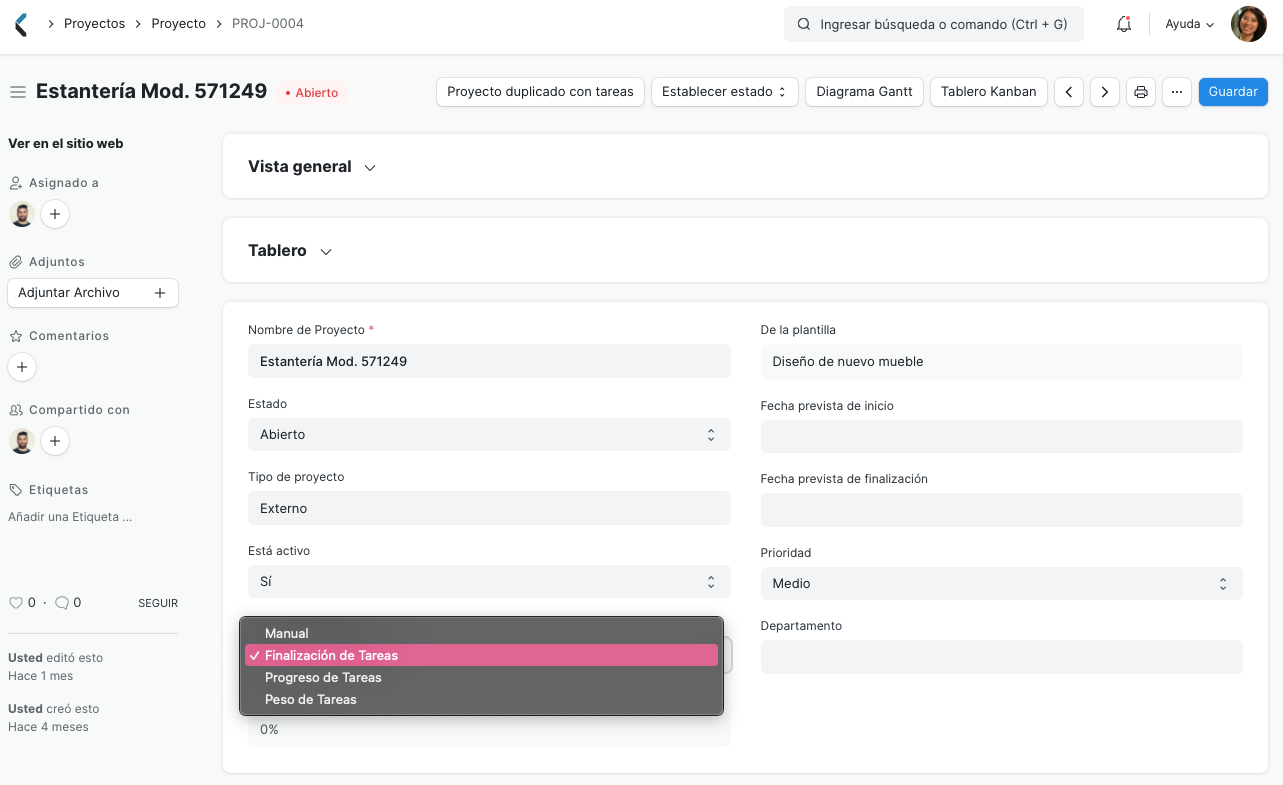 Proyectos
Proyecto
PROJ-0004
Ingresar búsqueda o comando (Ctrl + G)
Ayuda
Estantería Mod. 571249
Abierto
Proyecto duplicado con tareas
Establecer estado
Diagrama Gantt
Tablero Kanban
Guardar
Ver en el sitio web
Asignado a
Adjuntos
Adjuntar Archivo
Comentarios
Compartido con
Etiquetas
Añadir una Etiqueta ...
0 · 0
SEGUIR
Usted editó esto
Hace 1 mes
Usted creó esto
Hace 4 meses
Vista general
Tablero
Nombre de Proyecto *
Estantería Mod. 571249
Estado
Abierto
Tipo de proyecto
Externo
Está activo
Sí
Manual
✓ Finalización de Tareas
Progreso de Tareas
Peso de Tareas
0%
De la plantilla
Diseño de nuevo mueble
Fecha prevista de inicio
Fecha prevista de finalización
Prioridad
Medio
Departamento